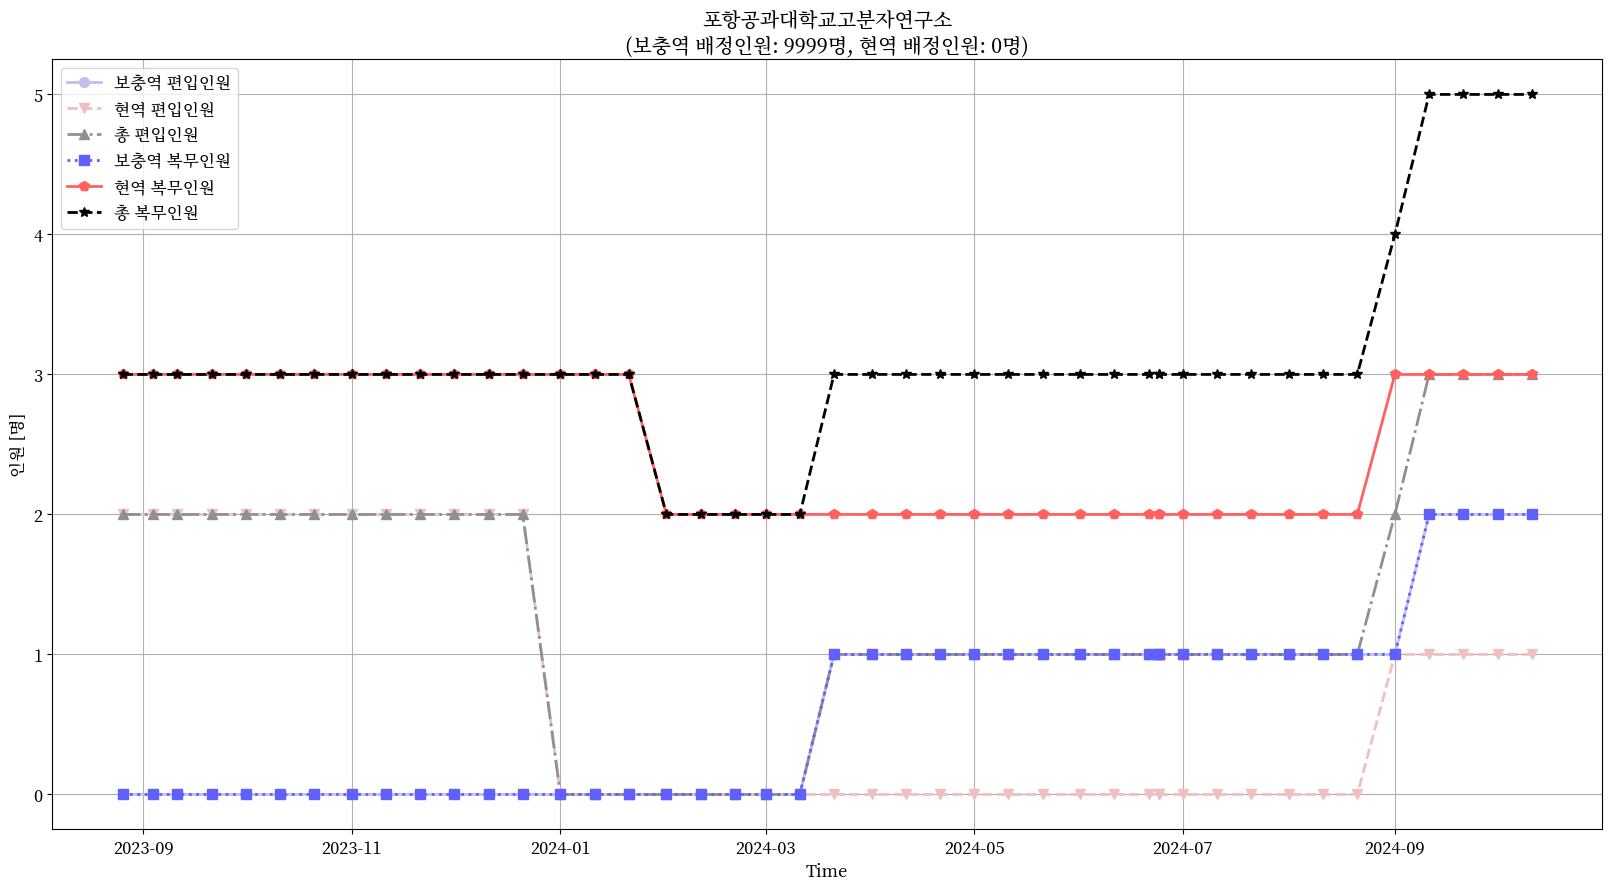 포항공과대학교고분자연구소
(보충역 배정인원: 9999명, 현역 배정인원: 0명)
보충역 편입인원
현역 편입인원
총 편입인원
보충역 복무인원
현역 복무인원
총 복무인원
인원 [명]
5
4
3
2
1
0
2023-09
2023-11
2024-01
2024-03
2024-05
2024-07
2024-09
Time